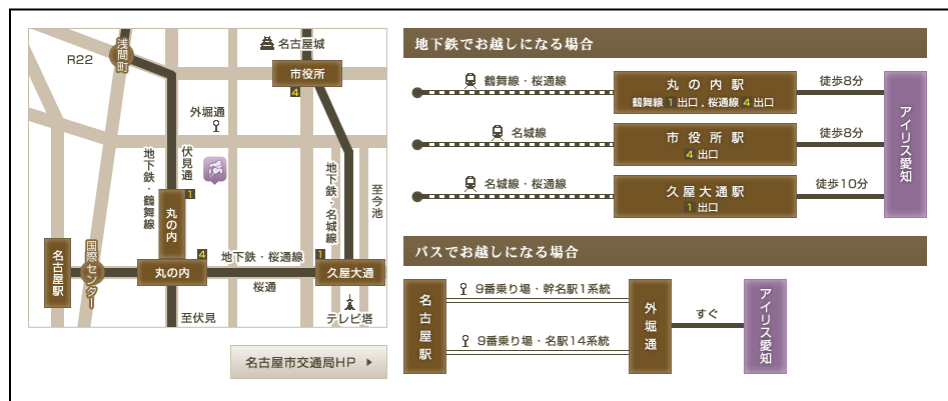 浅間町
R22
名古屋城
市役所
4
外堀通
伏見通
地下鉄・鶴舞線
1
丸の内
地下鉄・名城線
至今池
名古屋駅
国際センター
4
丸の内
地下鉄・桜通線
桜通
1
久屋大通
テレビ塔
至伏見
名古屋市交通局HP
地下鉄でお越しになる場合
鶴舞線・桜通線
丸の内駅
鶴舞線 1 出口 , 桜通線 4 出口
徒歩8分
名城線
市役所駅
4 出口
徒歩8分
名城線・桜通線
久屋大通駅
1 出口
徒歩10分
アイリス愛知
バスでお越しになる場合
名古屋駅
9番乗り場・幹名駅1系統
9番乗り場・名駅14系統
外堀通
すぐ
アイリス愛知